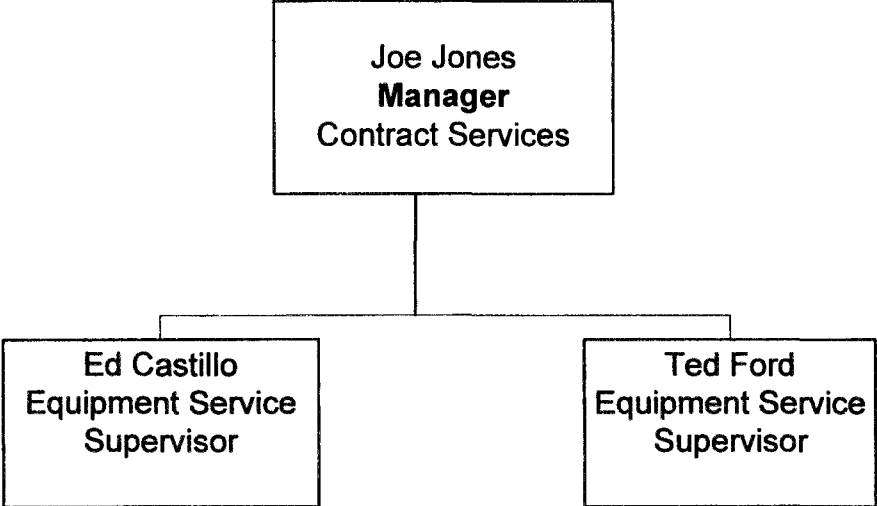 Joe Jones
Manager
Contract Services
Ed Castillo
Equipment Service
Supervisor
Ted Ford
Equipment Service
Supervisor